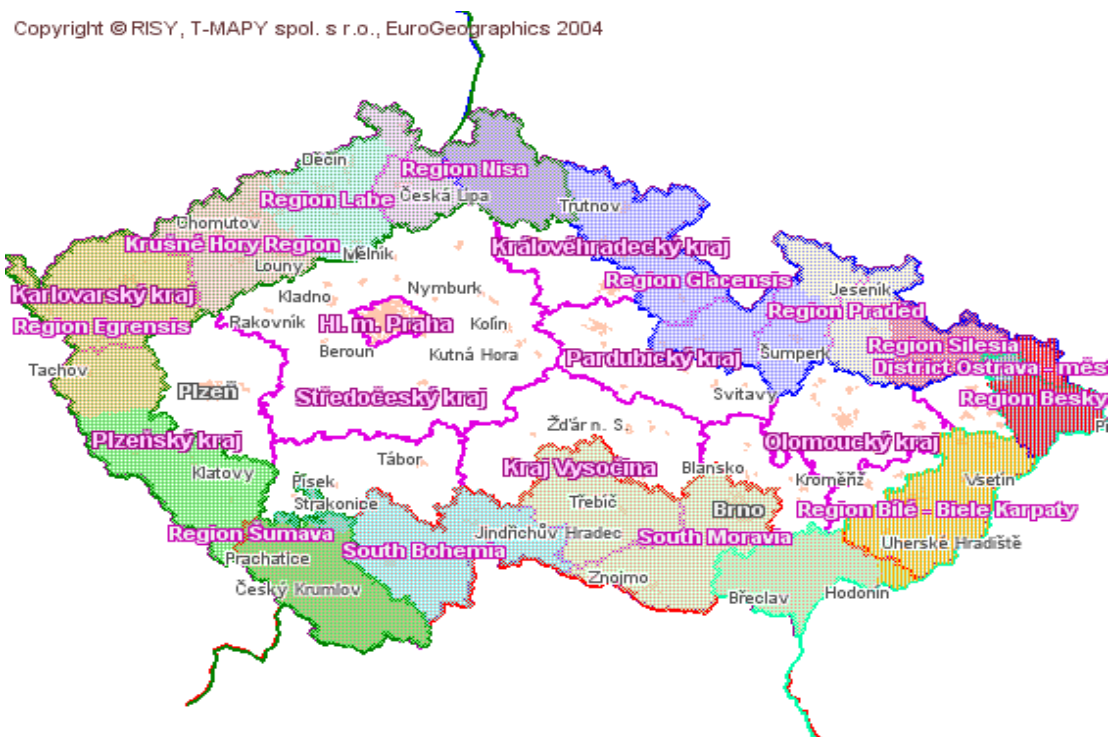 Copyright © RISY, T-MAPY spol. s r.o., EuroGeographics 2004
Děčín
Region Nisa
Region Labe
Česká Lípa
Trutnov
Chomutov
Krušné Hory Region
Mělník
Královéhradecký kraj
Louny
Region Glacensis
Jeseník
Karlovarský kraj
Kladno
Nymburk
Region Praded
Region Egrensis
Rakovník
Hl. m. Praha
Kolín
Beroun
Kutná Hora
Pardubický kraj
Šumperk
Region Silesia
Tachov
District Ostrava - měst
Plzeň
Středočeský kraj
Svitavy
Region Besky
Plzeňský kraj
Žďár n. S.
Olomoucký kraj
Tábor
Klatovy
Kraj Vysočina
Blansko
Kroměříž
Vsetín
Písek
Strakonice
Třebíč
Brno
Region Bílé - Biele Karpaty
Region Šumava
South Bohemia
Jindřichův Hradec
South Moravia
Uherské Hradiště
Prachatice
Znojmo
Český Krumlov
Břeclav
Hodonín